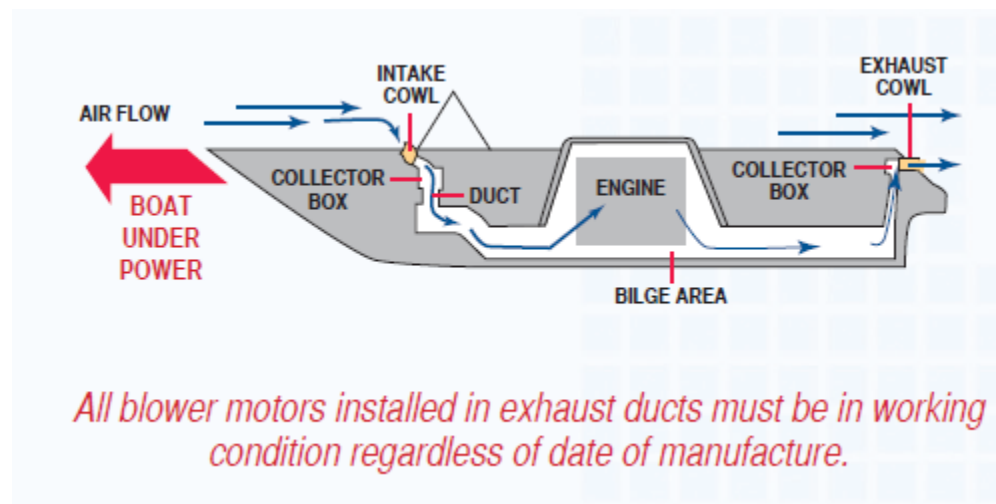 INTAKE
COWL
EXHAUST
COWL
AIR FLOW
COLLECTOR
BOX
DUCT
ENGINE
COLLECTOR
BOX
BOAT
UNDER
POWER
BILGE AREA
All blower motors installed in exhaust ducts must be in working
condition regardless of date of manufacture.